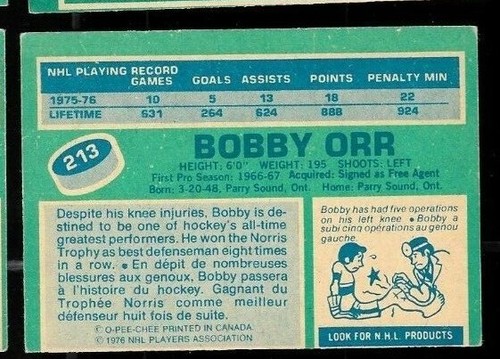 NHL PLAYING RECORD
GAMES GOALS ASSISTS POINTS PENALTY MIN
1975-76 10 5 13 18 22
LIFETIME 631 264 624 888 924
213
BOBBY ORR
HEIGHT: 6'0" WEIGHT: 195 SHOOTS: LEFT
First Pro Season: 1966-67 Acquired: Signed as Free Agent
Born: 3-20-48, Parry Sound, Ont. Home: Parry Sound, Ont.
Despite his knee injuries, Bobby is de-
stined to be one of hockey's all-time
greatest performers. He won the Norris
Trophy as best defenseman eight times
in a row. • En dépit de nombreuses
blessures aux genoux, Bobby passera
à l'histoire du hockey. Gagnant du
Trophée Norris comme meilleur
défenseur huit fois de suite.
© O-PEE-CHEE PRINTED IN CANADA
© 1976 NHL PLAYERS ASSOCIATION
Bobby has had five operations
on his left knee • Bobby a
subi cinq opérations au genou
gauche.
LOOK FOR N.H.L. PRODUCTS